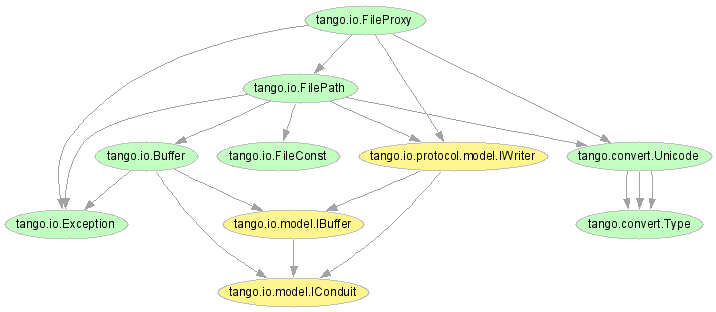 tango.io.FileProxy
tango.io.FilePath
tango.io.Buffer
tango.io.FileConst
tango.io.protocol.model.IWriter
tango.convert.Unicode
tango.io.Exception
tango.io.model.IBuffer
tango.convert.Type
tango.io.model.IConduit